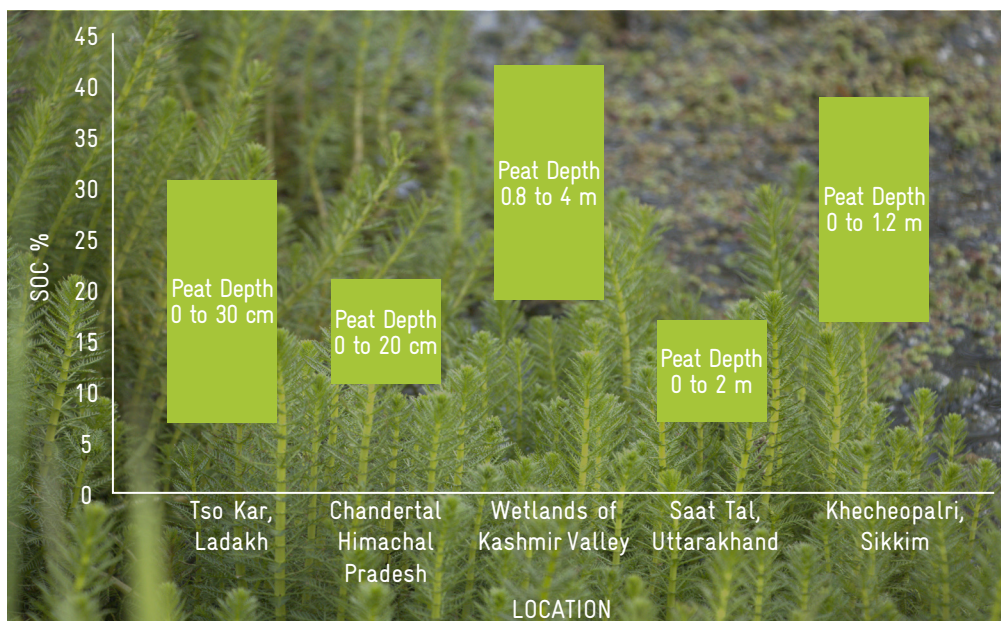 45
40
35
30
25
20
15
10
5
0
SOC %
Peat Depth
0 to 30 cm
Peat Depth
0 to 20 cm
Peat Depth
0.8 to 4 m
Peat Depth
0 to 2 m
Peat Depth
0 to 1.2 m
Tso Kar,
Ladakh
Chandertal
Himachal
Pradesh
Wetlands of
Kashmir Valley
Saat Tal,
Uttarakhand
Khecheopalri,
Sikkim
LOCATION